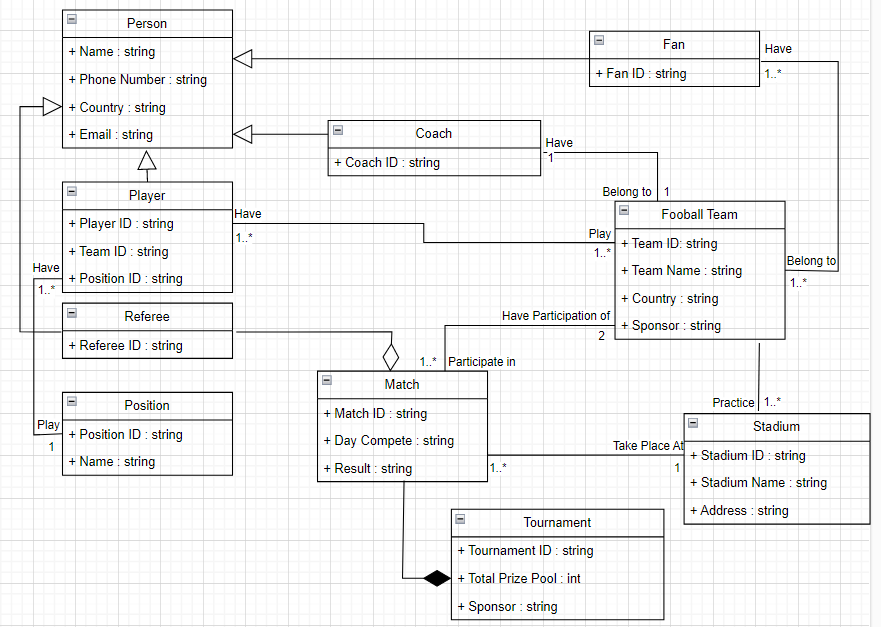 Person
+ Name : string
+ Phone Number : string
+ Country : string
+ Email : string
Fan
+ Fan ID : string
Have
1..*
Coach
+ Coach ID : string
Have
1
Belong to 1
Player
+ Player ID : string
+ Team ID : string
+ Position ID : string
Have
1..*
Play
1..*
Fooball Team
+ Team ID: string
+ Team Name : string
+ Country : string
+ Sponsor : string
Belong to
1..*
Have
1..*
Referee
+ Referee ID : string
Have Participation of
2
1..* Participate in
Position
+ Position ID : string
+ Name : string
Play
1
Match
+ Match ID : string
+ Day Compete : string
+ Result : string
1..*
Take Place At
1
Practice 1..*
Stadium
+ Stadium ID : string
+ Stadium Name : string
+ Address : string
Tournament
+ Tournament ID : string
+ Total Prize Pool : int
+ Sponsor : string